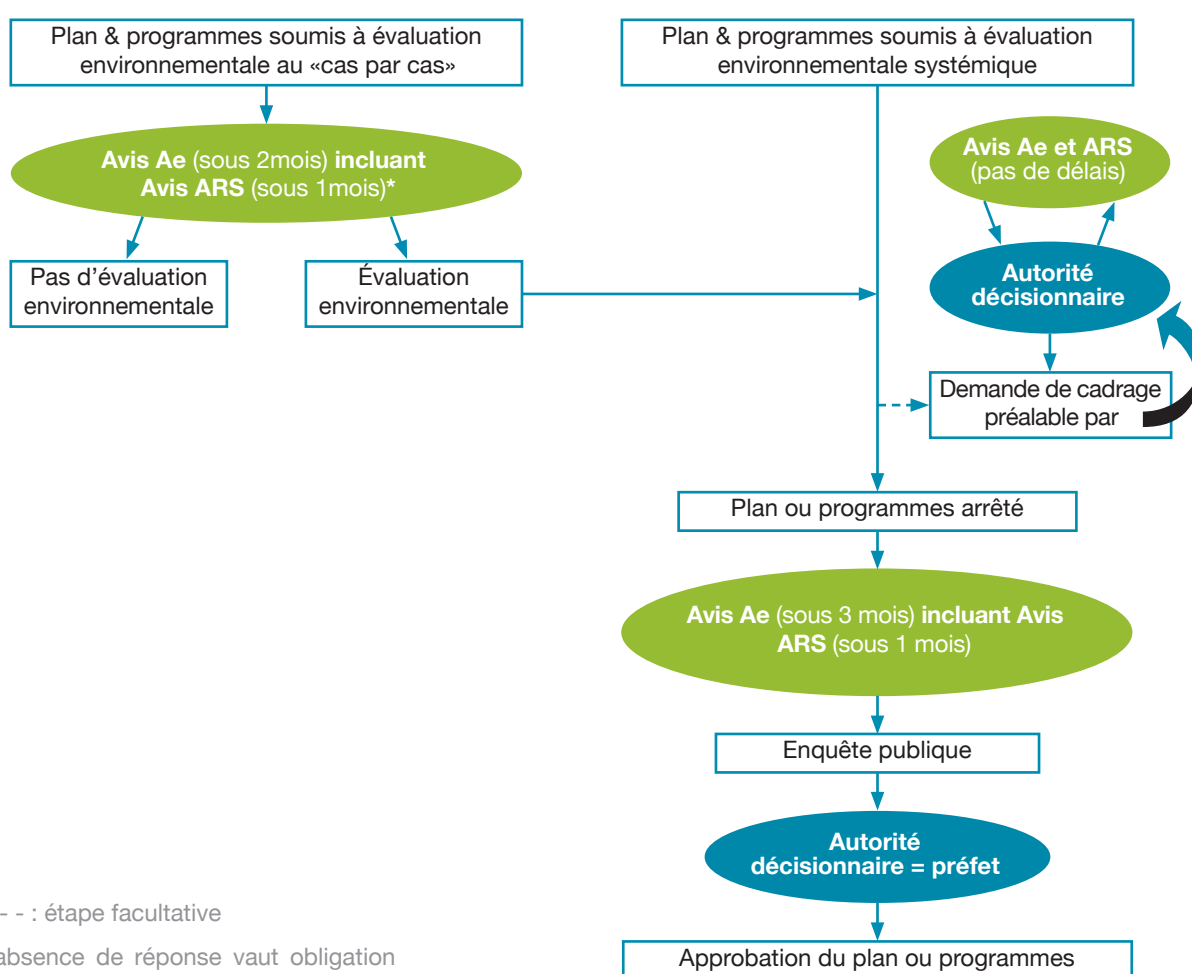 Plan & programmes soumis à évaluation
environnementale au «cas par cas»
Avis Ae (sous 2mois) incluant
Avis ARS (sous 1mois)*
Pas d’évaluation
environnementale
Évaluation
environnementale
Plan & programmes soumis à évaluation
environnementale systémique
Avis Ae et ARS
(pas de délais)
Autorité
décisionnaire
Demande de cadrage
préalable par
Plan ou programmes arrêté
Avis Ae (sous 3 mois) incluant Avis
ARS (sous 1 mois)
Enquête publique
Autorité
décisionnaire = préfet
Approbation du plan ou programmes
- - : étape facultative
absence de réponse vaut obligation